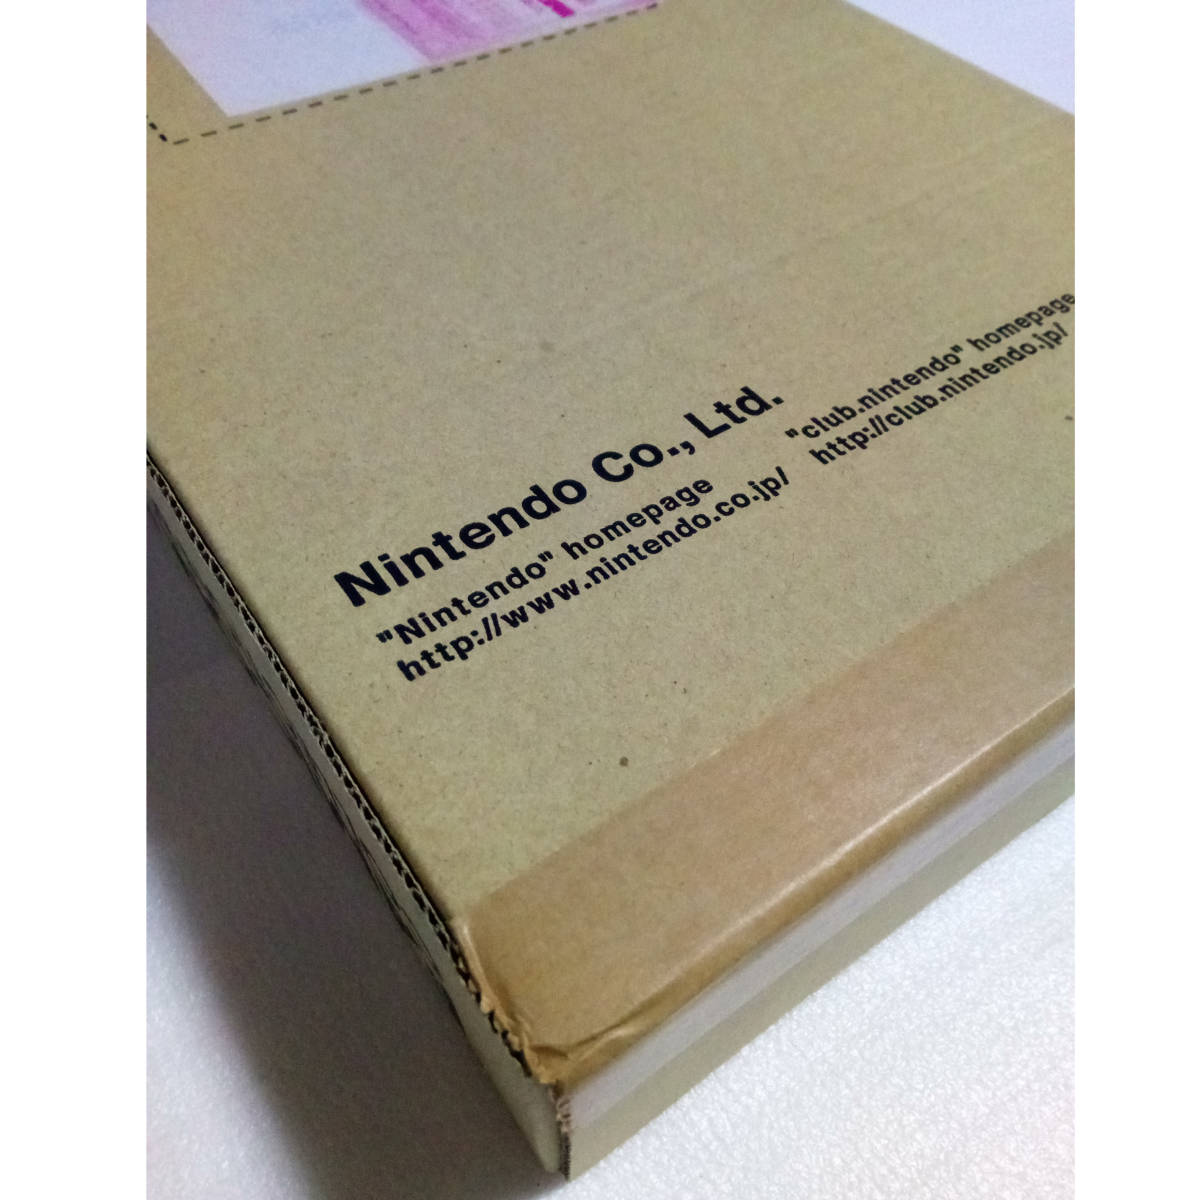 Nintendo Co., Ltd.
"Nintendo" homepage
http://www.nintendo.co.jp/
"club.nintendo" homepage
http://club.nintendo.jp/